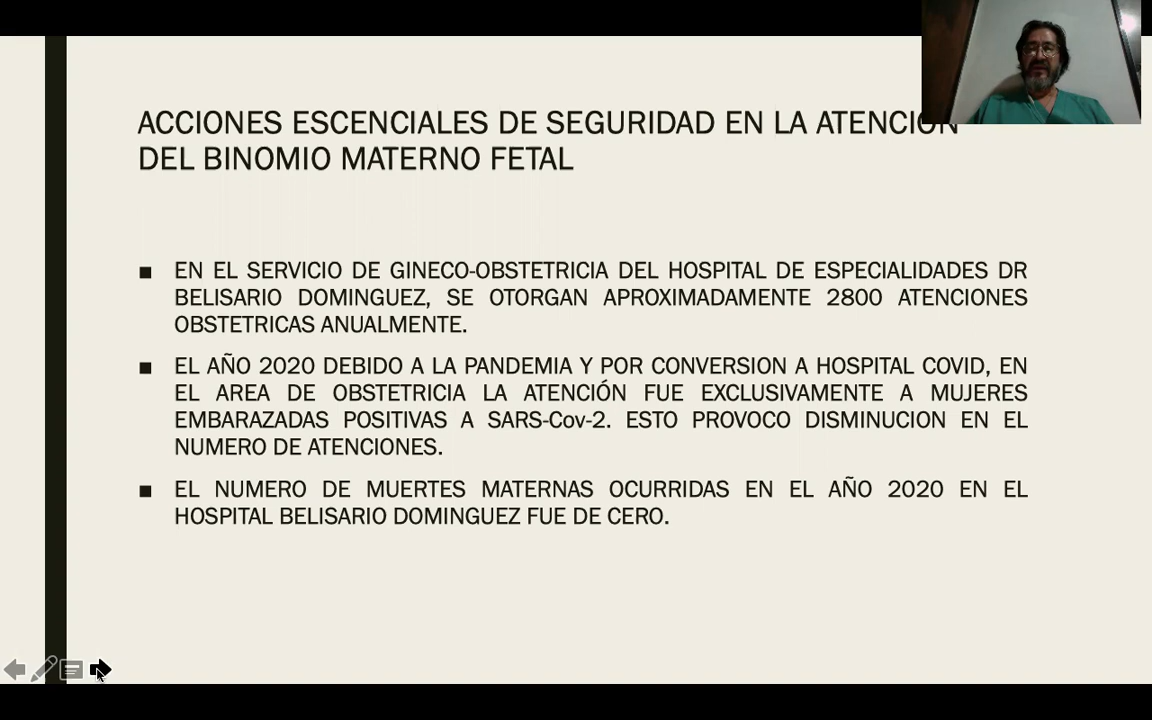 ACCIONES ESCENCIALES DE SEGURIDAD EN LA ATENCION
DEL BINOMIO MATERNO FETAL
■ EN EL SERVICIO DE GINECO-OBSTETRICIA DEL HOSPITAL DE ESPECIALIDADES DR
BELISARIO DOMINGUEZ, SE OTORGAN APROXIMADAMENTE 2800 ATENCIONES
OBSTETRICAS ANUALMENTE.
■ EL AÑO 2020 DEBIDO A LA PANDEMIA Y POR CONVERSION A HOSPITAL COVID, EN
EL AREA DE OBSTETRICIA LA ATENCIÓN FUE EXCLUSIVAMENTE A MUJERES
EMBARAZADAS POSITIVAS A SARS-Cov-2. ESTO PROVOCO DISMINUCION EN EL
NUMERO DE ATENCIONES.
■ EL NUMERO DE MUERTES MATERNAS OCURRIDAS EN EL AÑO 2020 EN EL
HOSPITAL BELISARIO DOMINGUEZ FUE DE CERO.